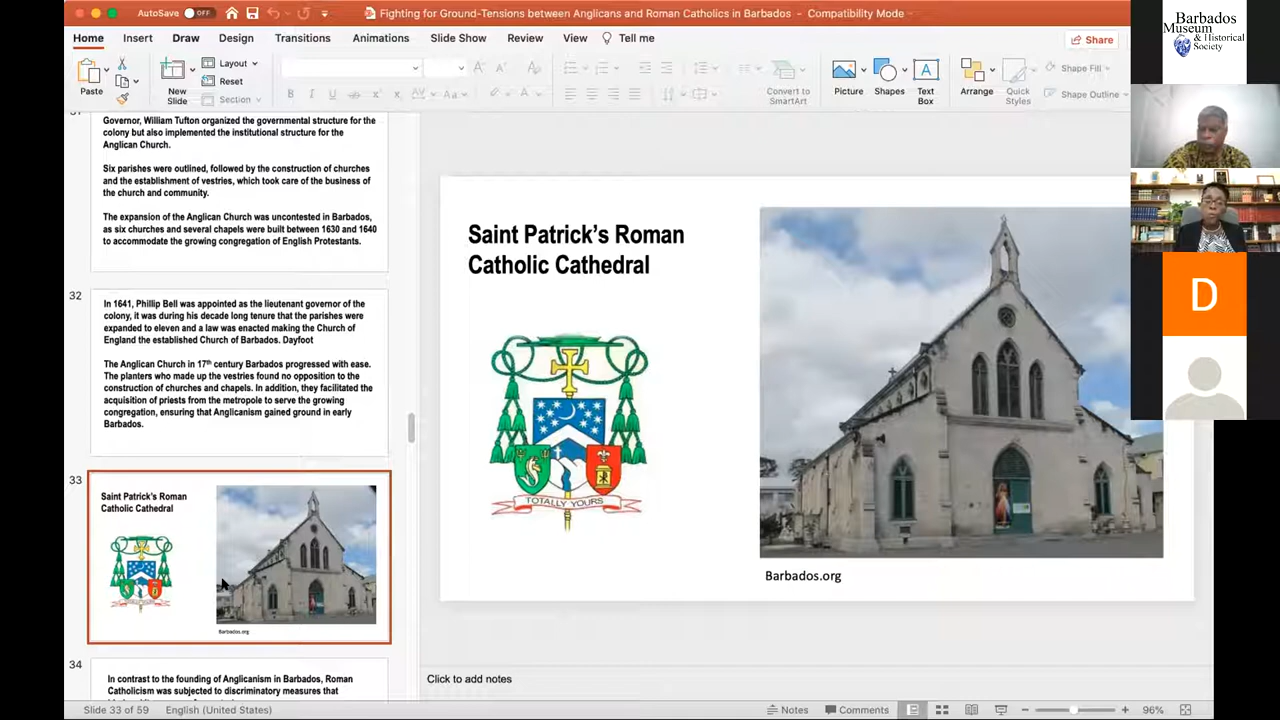 AutoSave OFF
Fighting for Ground-Tensions between Anglicans and Roman Catholics in Barbados - Compatibility Mode
Home Insert Draw Design Transitions Animations Slide Show Review View Tell me
Share
Paste
New
Slide
Layout
Reset
Section
B I U
Convert to
SmartArt
Picture
Shapes
Text
Box
Arrange
Quick
Styles
Shape Fill
Shape Outline
Barbados
Museum
& Historical
Society
D
Governor, William Tufton organized the governmental structure for the
colony but also implemented the institutional structure for the
Anglican Church.
Six parishes were outlined, followed by the construction of churches
and the establishment of vestries, which took care of the business of
the church and community.
The expansion of the Anglican Church was uncontested in Barbados,
as six churches and several chapels were built between 1630 and 1640
to accommodate the growing congregation of English Protestants.
32
In 1641, Phillip Bell was appointed as the lieutenant governor of the
colony, it was during his decade long tenure that the parishes were
expanded to eleven and a law was enacted making the Church of
England the established Church of Barbados. Dayfoot
The Anglican Church in 17th century Barbados progressed with ease.
The planters who made up the vestries found no opposition to the
construction of churches and chapels. In addition, they facilitated the
acquisition of priests from the metropole to serve the growing
congregation, ensuring that Anglicanism gained ground in early
Barbados.
33
Saint Patrick's Roman
Catholic Cathedral
Barbados.org
34
In contrast to the founding of Anglicanism in Barbados, Roman
Catholicism was subjected to discriminatory measures that
Saint Patrick's Roman
Catholic Cathedral
TOTALLY YOURS
Barbados.org
Click to add notes
Slide 33 of 59 English (United States)
Notes Comments 96%